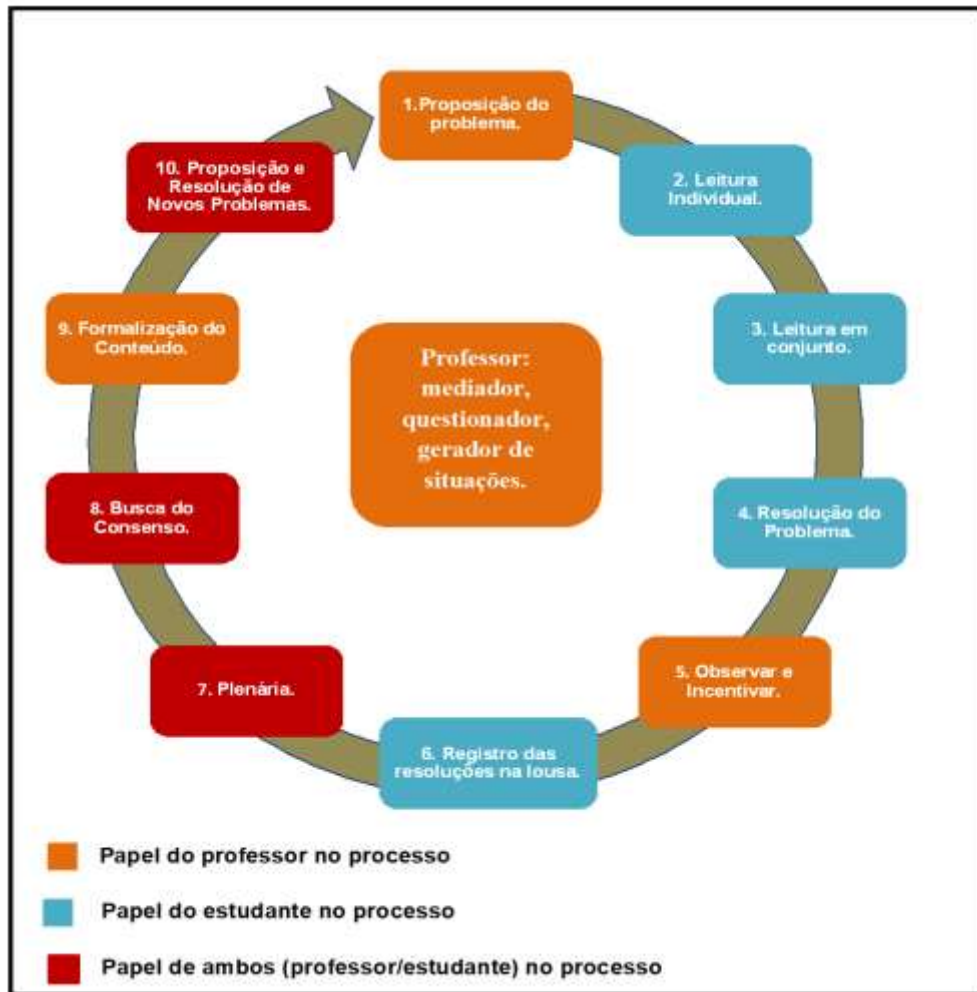 1.Proposição do
problema.
2. Leitura
Individual.
3. Leitura em
conjunto.
4. Resolução do
Problema.
5. Observar e
Incentivar.
6. Registro das
resoluções na lousa.
7. Plenária.
8. Busca do
Consenso.
9. Formalização do
Conteúdo.
10. Proposição e
Resolução de
Novos Problemas.
Professor:
mediador,
questionador,
gerador de
situações.
Papel do professor no processo
Papel do estudante no processo
Papel de ambos (professor/estudante) no processo